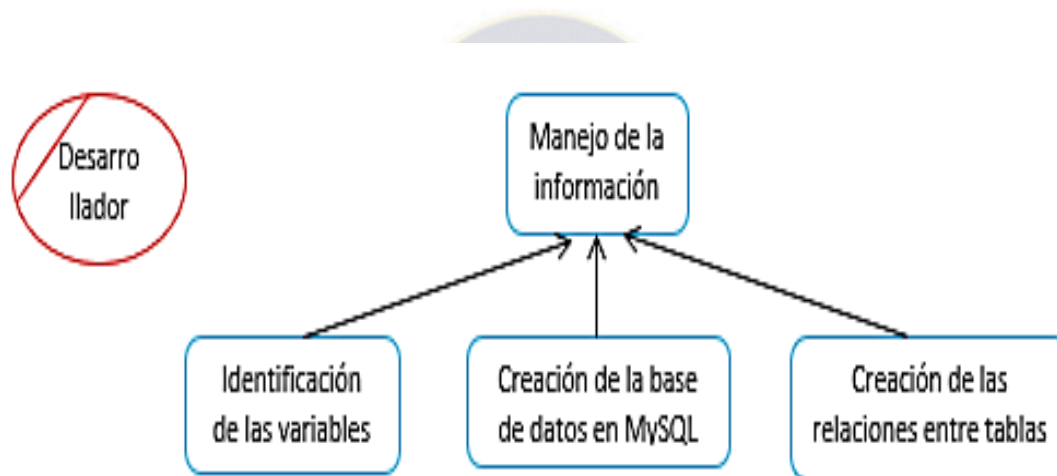 Desarro
llador
Manejo de la
información
Identificación
de las variables
Creación de la base
de datos en MySQL
Creación de las
relaciones entre tablas